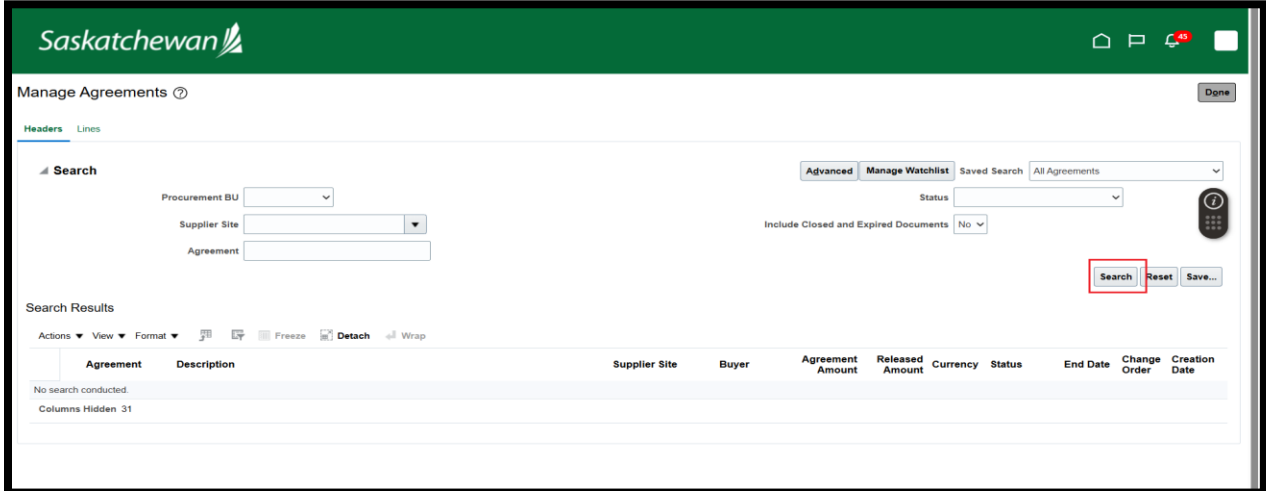 Saskatchewan
45
Manage Agreements
Done
Headers Lines
Search
Advanced Manage Watchlist Saved Search All Agreements
Procurement BU
Status
Supplier Site
Include Closed and Expired Documents No
Agreement
Search Reset Save...
Search Results
Actions View Format Freeze Detach Wrap
Agreement Description Supplier Site Buyer Agreement Amount Released Amount Currency Status End Date Change Order Creation Date
No search conducted.
Columns Hidden 31